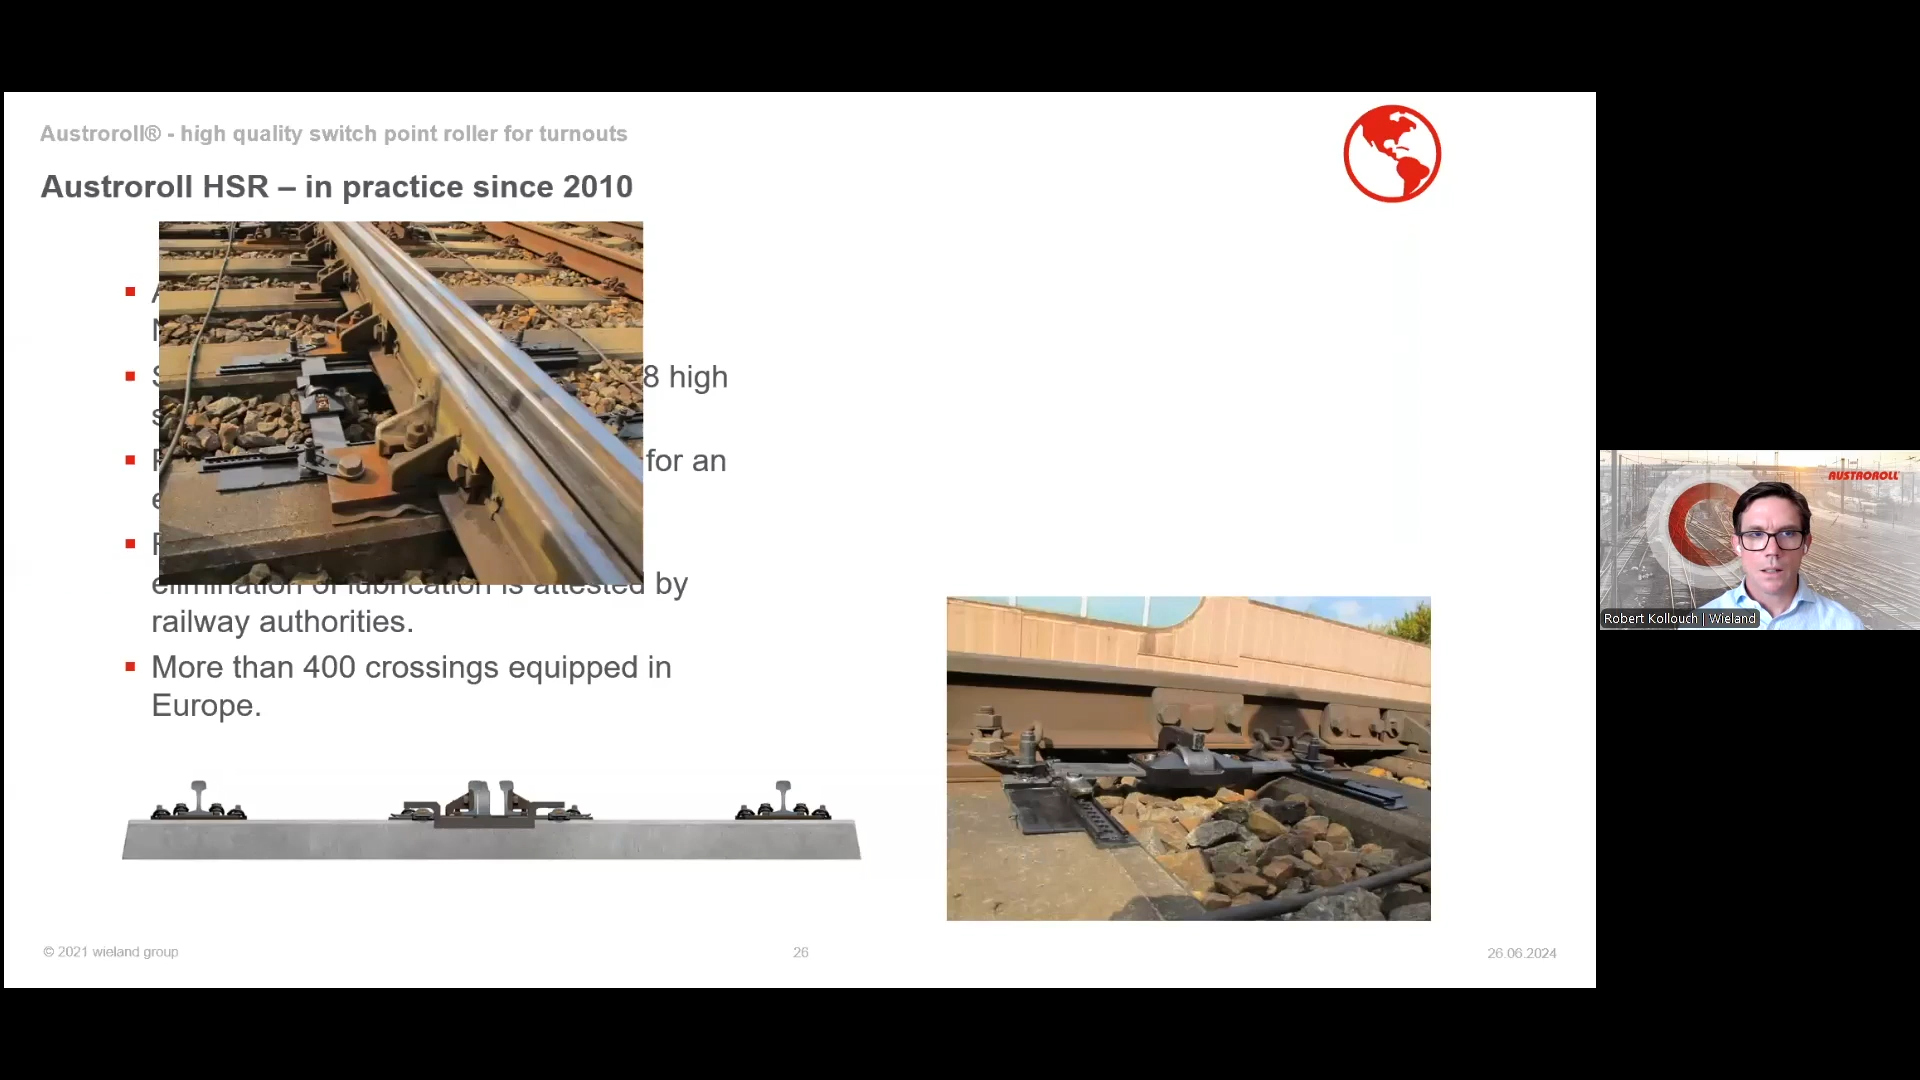 Austroroll® - high quality switch point roller for turnouts
Austroroll HSR – in practice since 2010
8 high
for an
elimination of lubrication is attested by
railway authorities.
More than 400 crossings equipped in
Europe.
© 2021 wieland group
26
26.06.2024
AUSTROROLL
Robert Kollouch | Wieland